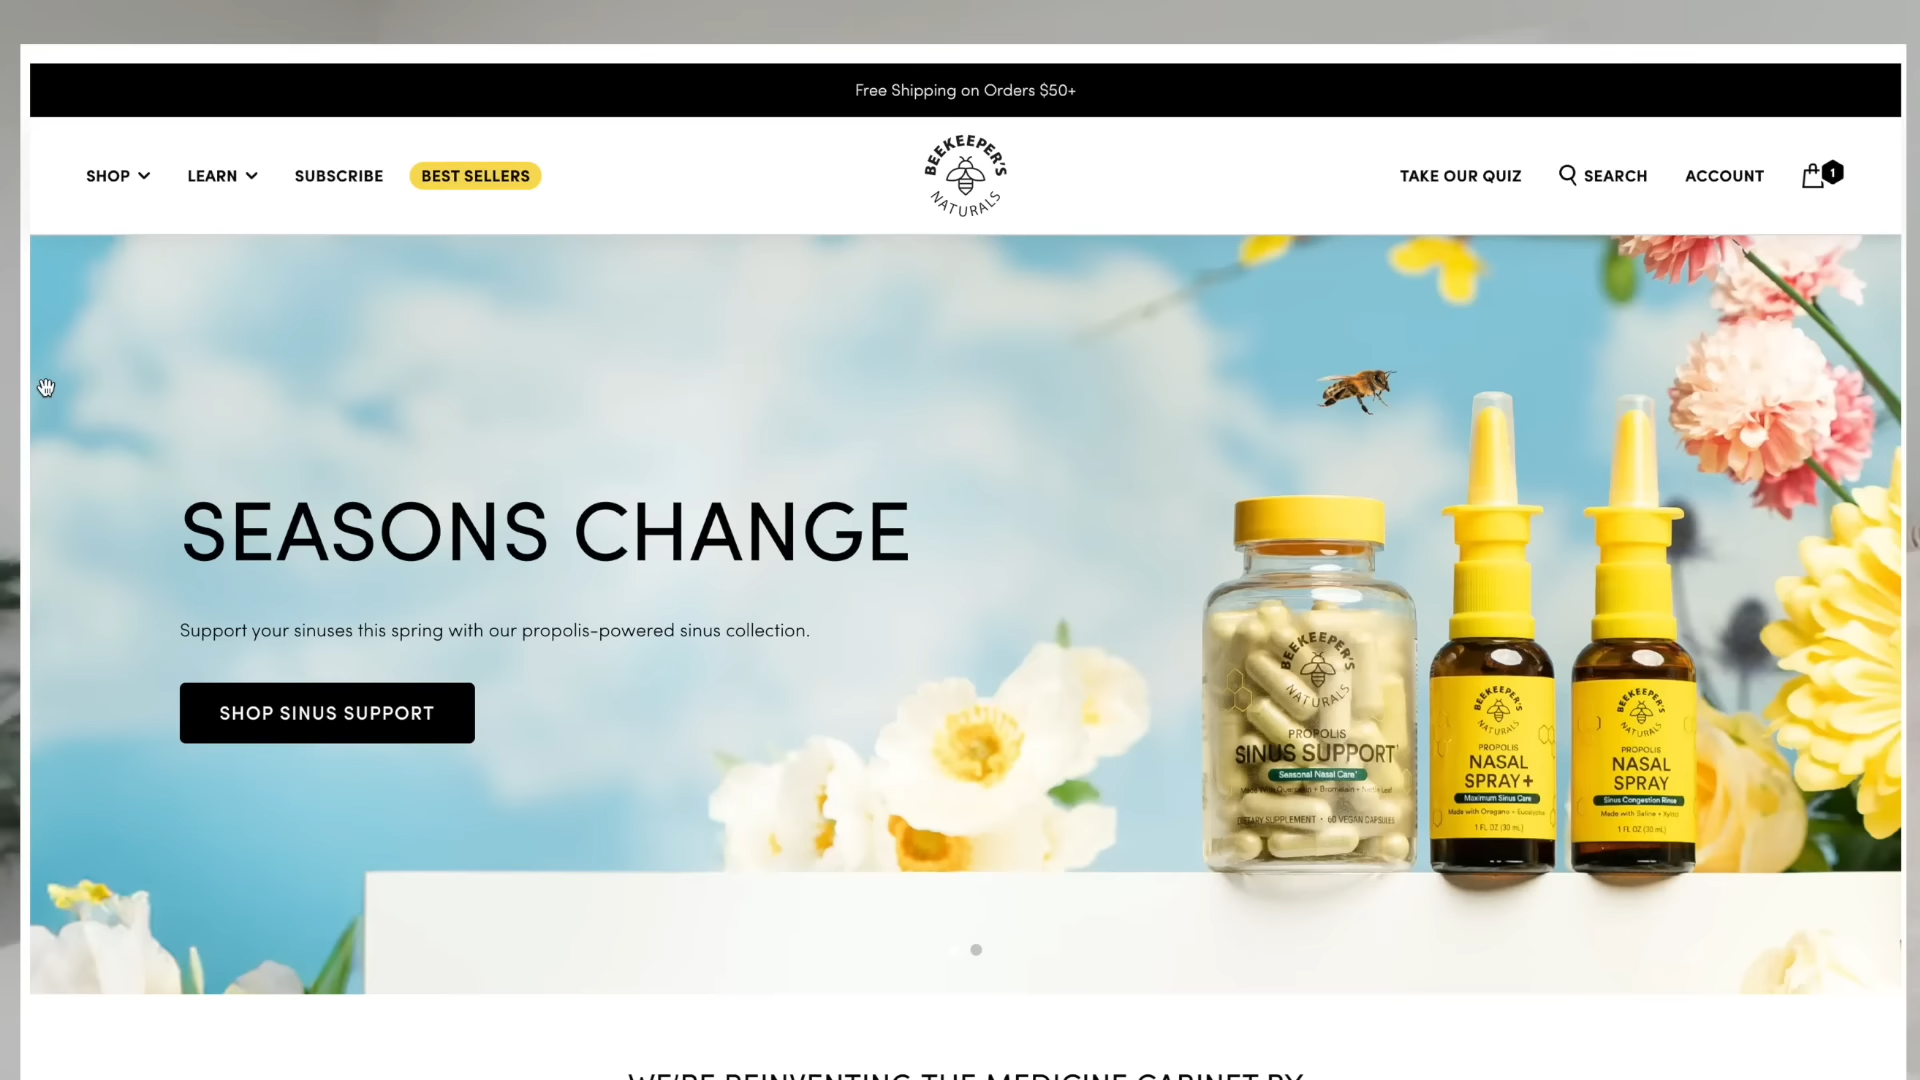 Free Shipping on Orders $50+
SHOP
LEARN
SUBSCRIBE
BEST SELLERS
BEEKEEPER'S
NATURALS
TAKE OUR QUIZ
SEARCH
ACCOUNT
1
SEASONS CHANGE
Support your sinuses this spring with our propolis-powered sinus collection.
SHOP SINUS SUPPORT
BEEKEEPER'S
NATURALS
PROPOLIS
SINUS SUPPORT
Seasonal Nasal Care
Made with Quercetin + Bromelain + Nettle Leaf
DIETARY SUPPLEMENT • 60 VEGAN CAPSULES
BEEKEEPER'S
NATURALS
PROPOLIS
NASAL
SPRAY+
Maximum Sinus Care
Made with Oregano + Eucalyptus
1 FL OZ (30 mL)
BEEKEEPER'S
NATURALS
PROPOLIS
NASAL
SPRAY
Sinus Congestion Rinse
Made with Saline + Xylitol
1 FL OZ (30 mL)
WE'RE REINVENTING THE MEDICINE CABINET BY